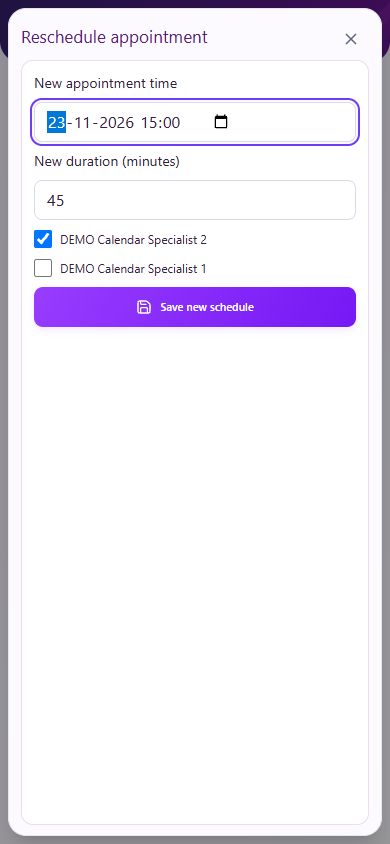 Reschedule appointment
New appointment time
23-11-2026 15:00
New duration (minutes)
45
DEMO Calendar Specialist 2
DEMO Calendar Specialist 1
Save new schedule